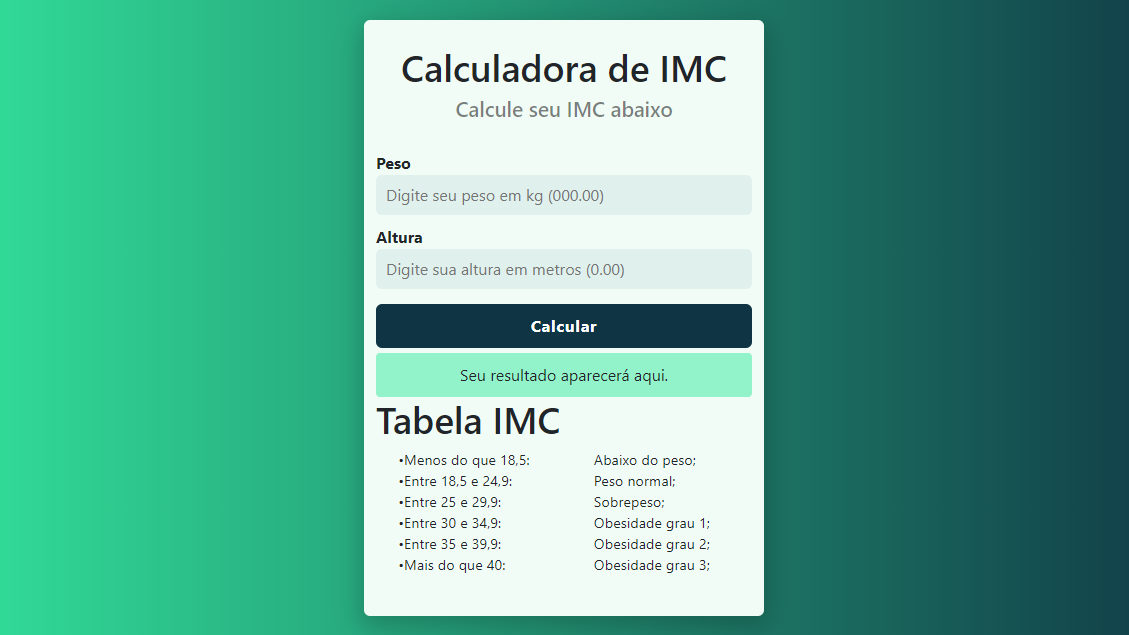 Calculadora de IMC
Calcule seu IMC abaixo
Peso
Digite seu peso em kg (000.00)
Altura
Digite sua altura em metros (0.00)
Calcular
Seu resultado aparecerá aqui.
Tabela IMC
•Menos do que 18,5: Abaixo do peso;
•Entre 18,5 e 24,9: Peso normal;
•Entre 25 e 29,9: Sobrepeso;
•Entre 30 e 34,9: Obesidade grau 1;
•Entre 35 e 39,9: Obesidade grau 2;
•Mais do que 40: Obesidade grau 3;